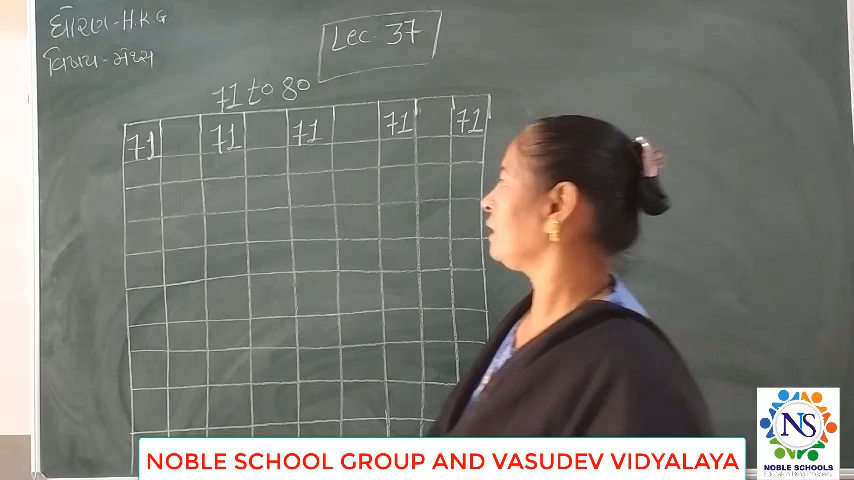 ધોરણ - H.K.G
વિષય - મેથ્સ
Lec 37
71 to 80
71 71 71 71 71
NOBLE SCHOOL GROUP AND VASUDEV VIDYALAYA
NS
NOBLE SCHOOLS